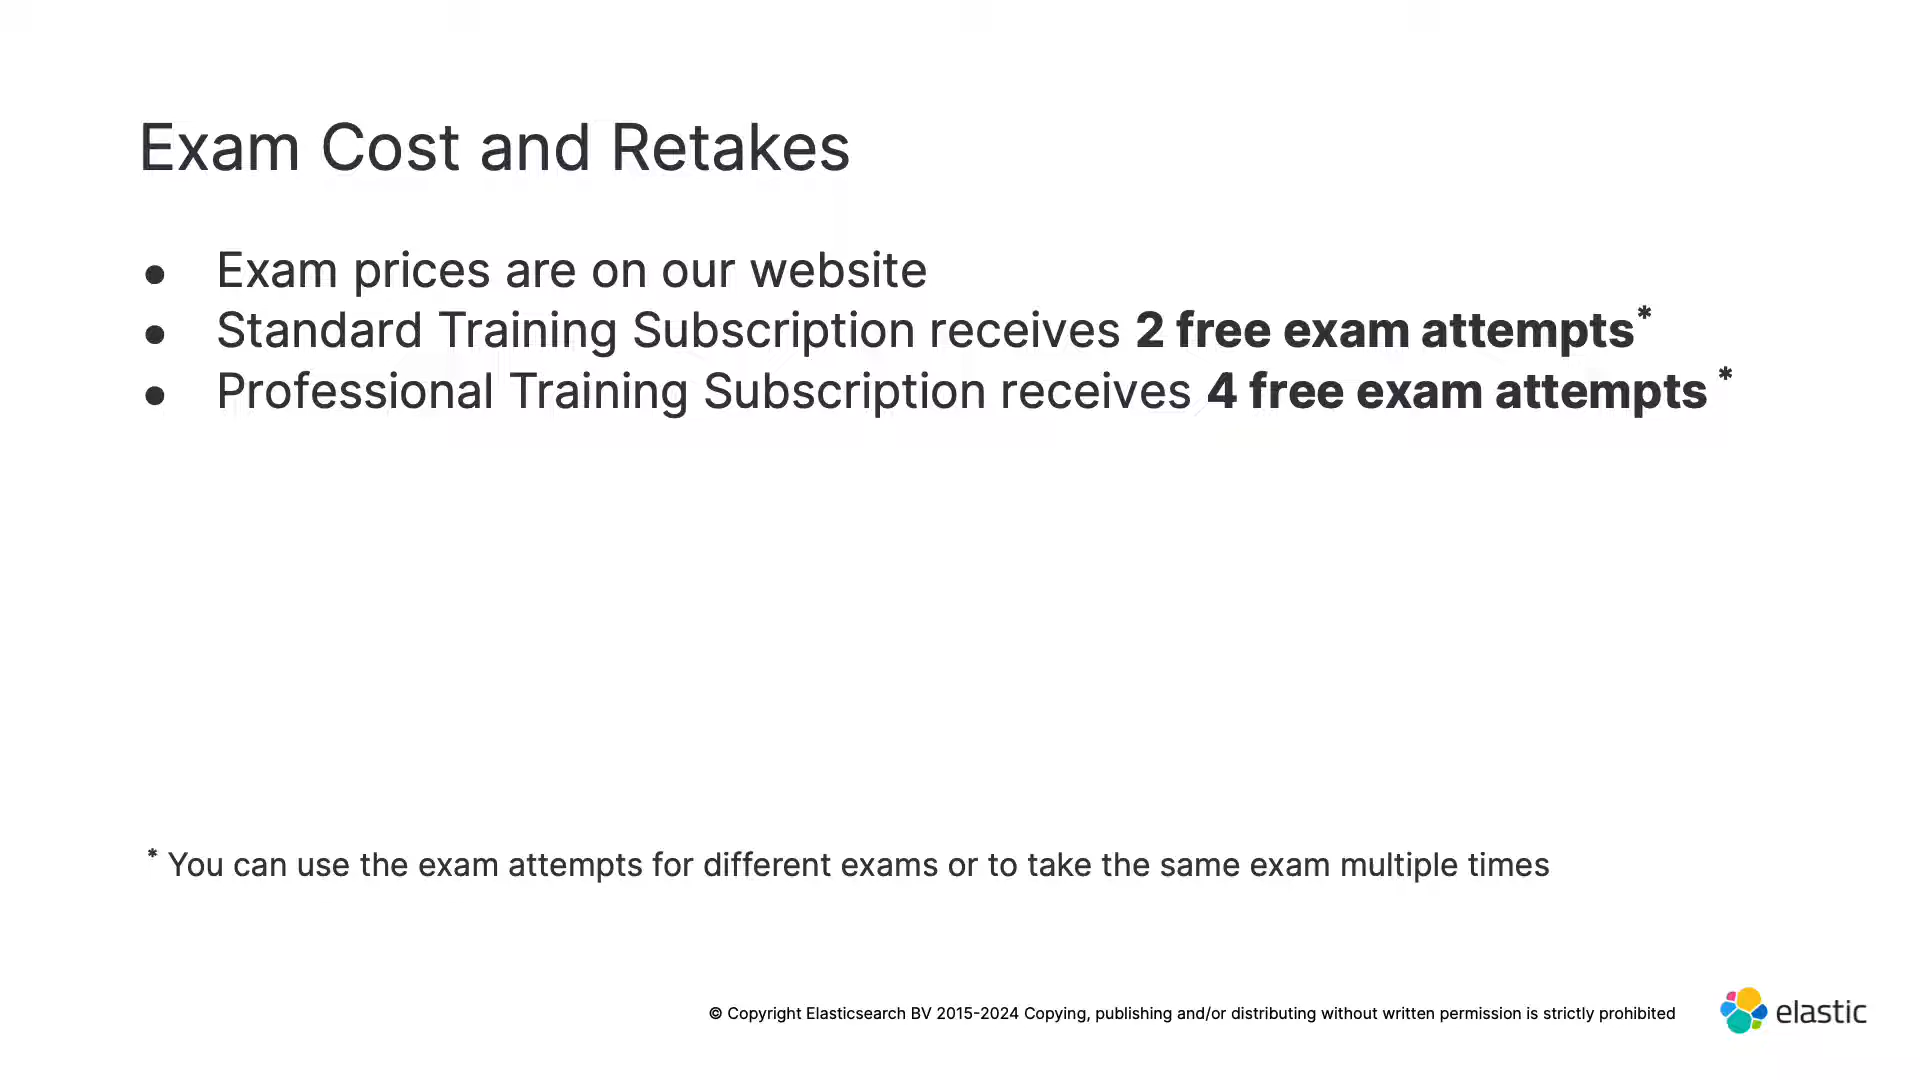 Exam Cost and Retakes
● Exam prices are on our website
● Standard Training Subscription receives 2 free exam attempts*
● Professional Training Subscription receives 4 free exam attempts *
* You can use the exam attempts for different exams or to take the same exam multiple times
© Copyright Elasticsearch BV 2015-2024 Copying, publishing and/or distributing without written permission is strictly prohibited
elastic